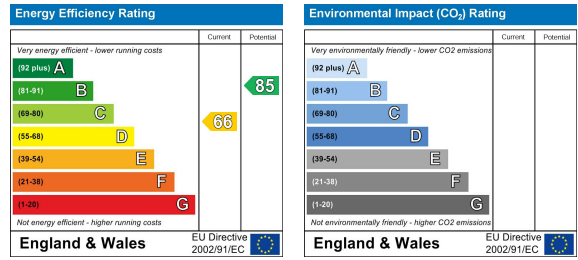 Energy Efficiency Rating
Current Potential
Very energy efficient - lower running costs
(92 plus) A
(81-91) B
(69-80) C
(55-68) D
(39-54) E
(21-38) F
(1-20) G
66
85
Not energy efficient - higher running costs
England & Wales
EU Directive
2002/91/EC
Environmental Impact (CO2) Rating
Current Potential
Very environmentally friendly - lower CO2 emissions
(92 plus) A
(81-91) B
(69-80) C
(55-68) D
(39-54) E
(21-38) F
(1-20) G
Not environmentally friendly - higher CO2 emissions
England & Wales
EU Directive
2002/91/EC